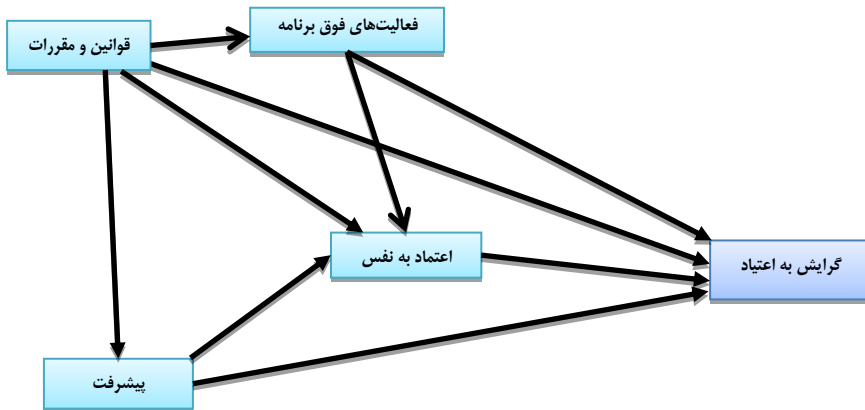 فعالیت‌های فوق برنامه
قوانین و مقررات
اعتماد به نفس
گرایش به اعتیاد
پیشرفت